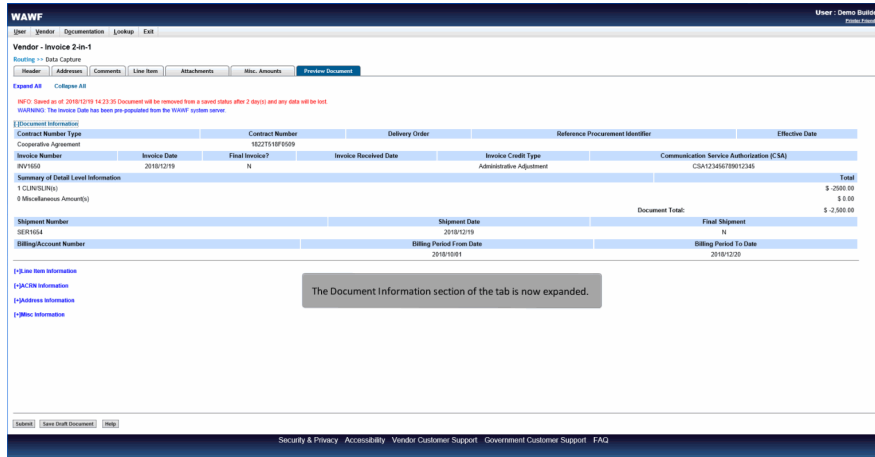 WAWF
User : Demo Builde
Printer Friend
User Vendor Documentation Lookup Exit
Vendor - Invoice 2-in-1
Routing >> Data Capture
Header Addresses Comments Line Item Attachments Misc. Amounts Preview Document
Expand All Collapse All
INFO: Saved as of: 2018/12/19 14:23:35 Document will be removed from a saved status after 2 day(s) and any data will be lost.
WARNING: The Invoice Date has been pre-populated from the WAWF system server.
[-]Document Information
Contract Number Type Contract Number Delivery Order Reference Procurement Identifier Effective Date
Cooperative Agreement 1822T518F0509
Invoice Number Invoice Date Final Invoice? Invoice Received Date Invoice Credit Type Communication Service Authorization (CSA)
INV1650 2018/12/19 N Administrative Adjustment CSA123456789012345
Summary of Detail Level Information Total
1 CLIN/SLIN(s) $ -2500.00
0 Miscellaneous Amount(s) $ 0.00
Document Total: $ -2,500.00
Shipment Number Shipment Date Final Shipment
SER1654 2018/12/19 N
Billing/Account Number Billing Period From Date Billing Period To Date
2018/10/01 2018/12/20
[+]Line Item Information
[+]ACRN Information
[+]Address Information
[+]Misc Information
The Document Information section of the tab is now expanded.
Submit Save Draft Document Help
Security & Privacy Accessibility Vendor Customer Support Government Customer Support FAQ